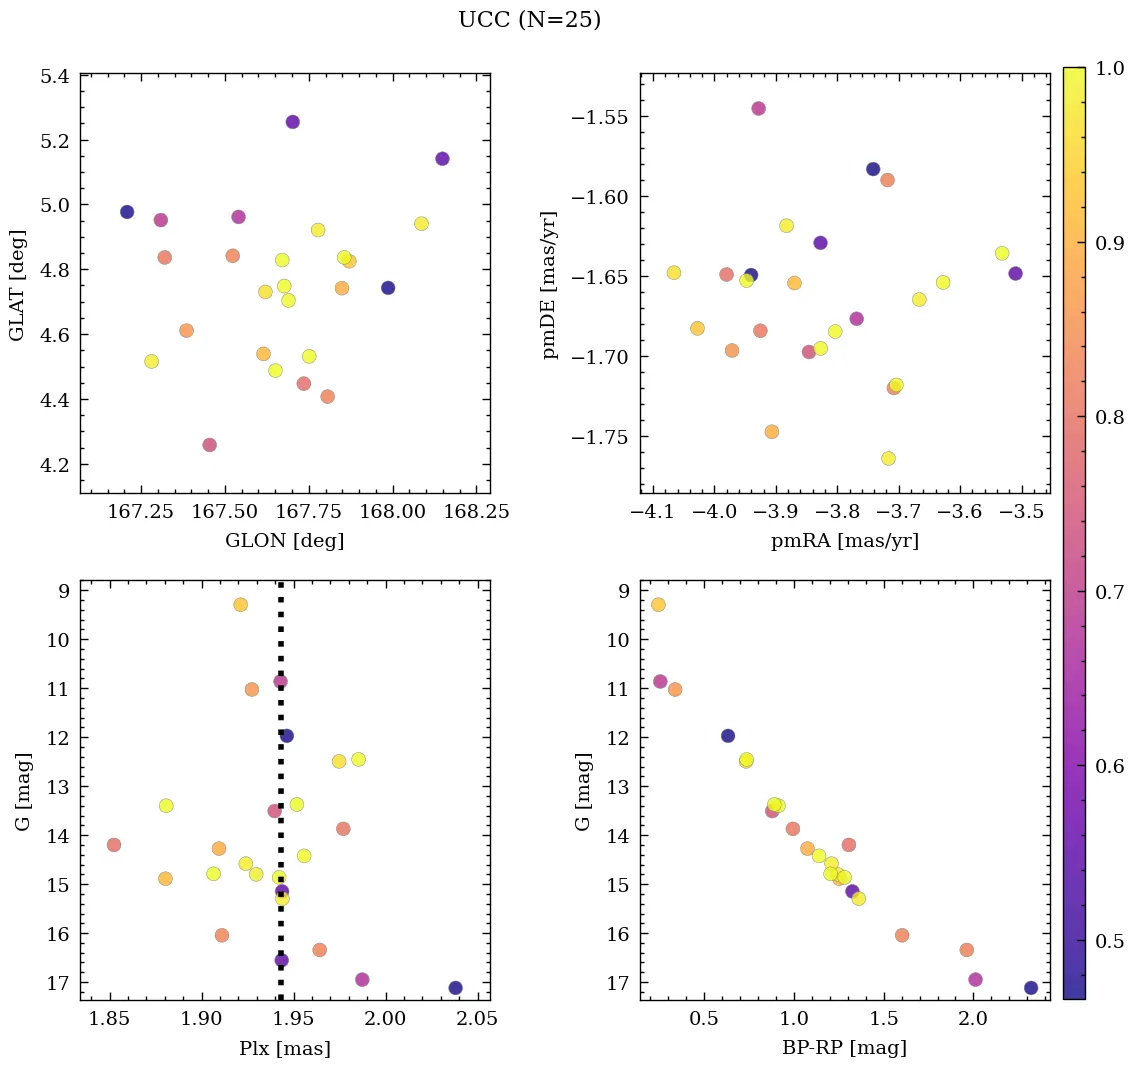 UCC (N=25)
5.4
5.2
5.0
4.8
4.6
4.4
4.2
GLAT [deg]
167.25 167.50 167.75 168.00 168.25
GLON [deg]
−1.55
−1.60
−1.65
−1.70
−1.75
pmDE [mas/yr]
−4.1 −4.0 −3.9 −3.8 −3.7 −3.6 −3.5
pmRA [mas/yr]
9
10
11
12
13
14
15
16
17
G [mag]
1.85 1.90 1.95 2.00 2.05
Plx [mas]
9
10
11
12
13
14
15
16
17
G [mag]
0.5 1.0 1.5 2.0
BP-RP [mag]
1.0
0.9
0.8
0.7
0.6
0.5